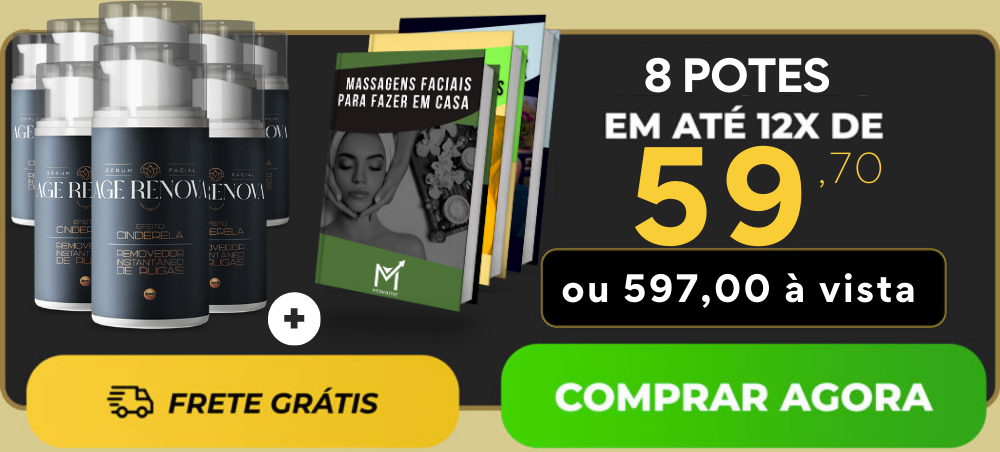 SÉRUM FACIAL
AGE RENOVA
EFEITO
CINDERELA
REMOVEDOR
INSTANTÂNEO
DE RUGAS
MASSAGENS FACIAIS
PARA FAZER EM CASA
+
8 POTES
EM ATÉ 12X DE
59,70
ou 597,00 à vista
FRETE GRÁTIS
COMPRAR AGORA